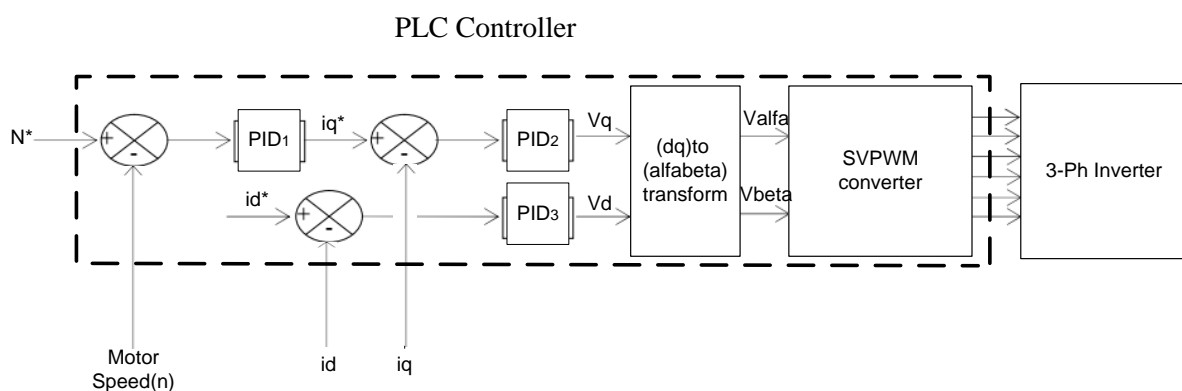 PLC Controller
N*
+
-
PID1
iq*
+
-
PID2
Vq
(dq)to
(alfabeta)
transform
Valfa
SVPWM
converter
3-Ph Inverter
id*
+
-
PID3
Vd
Vbeta
Motor
Speed(n)
id
iq